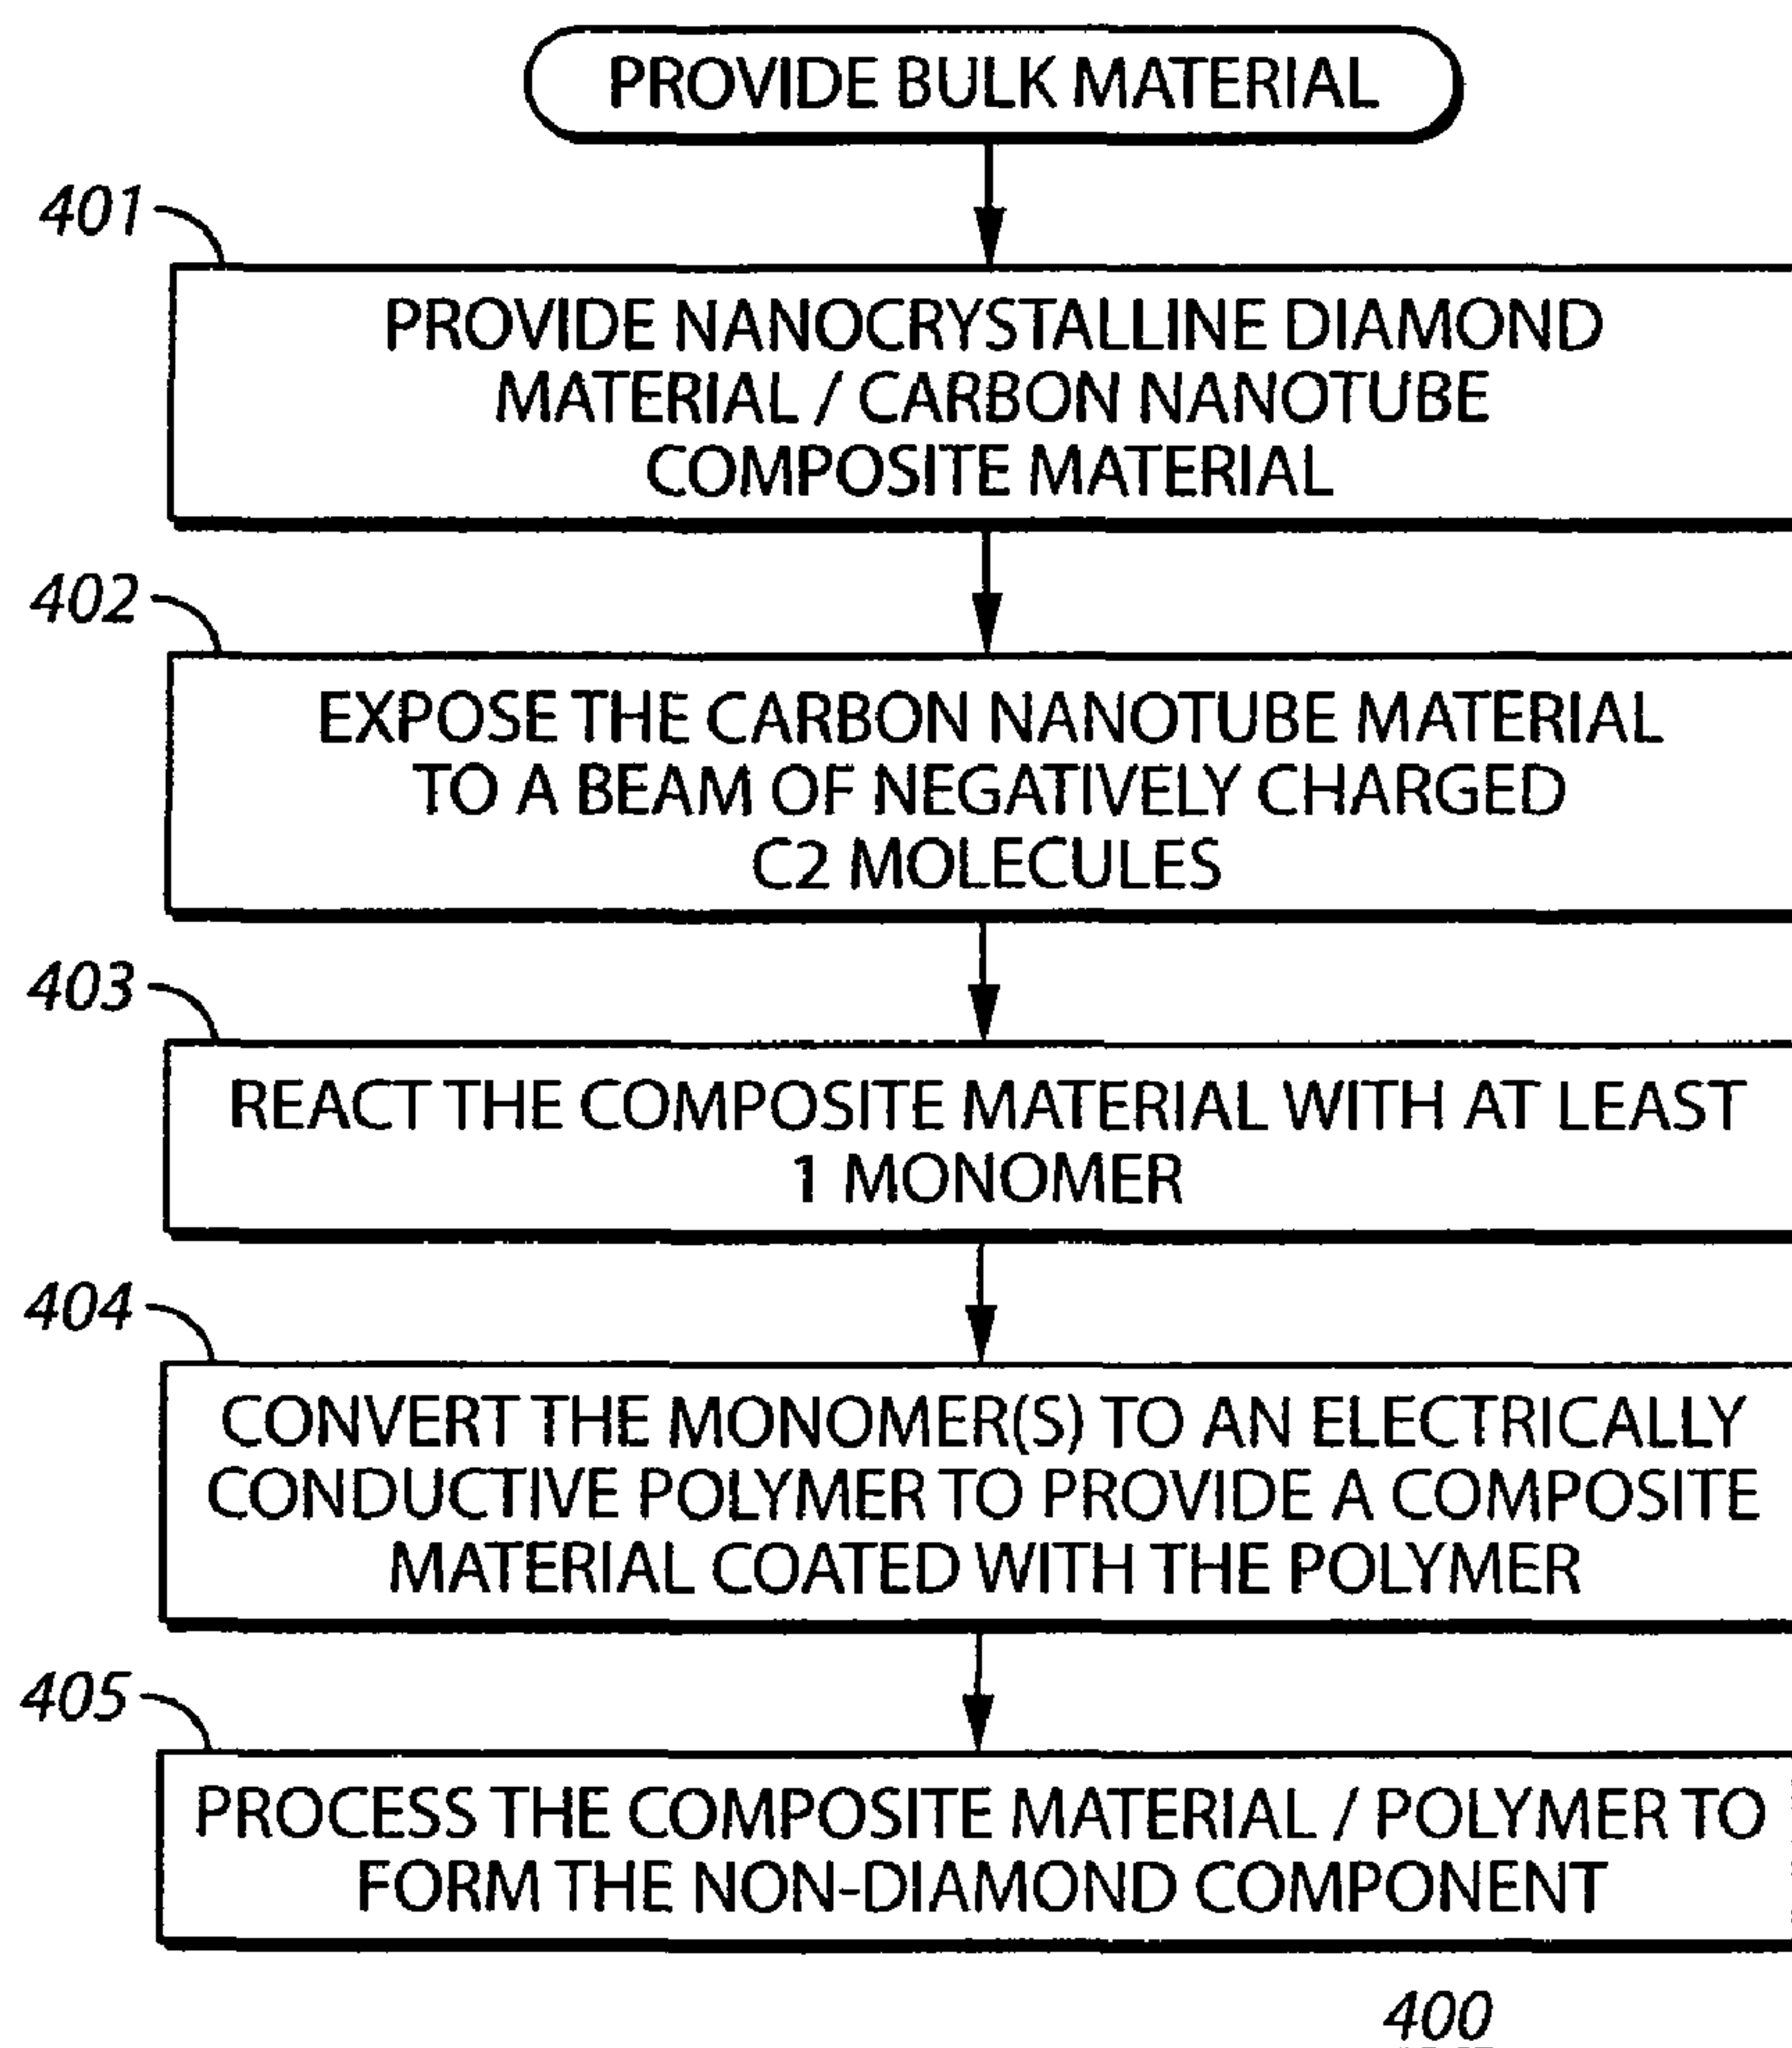 PROVIDE BULK MATERIAL
401
PROVIDE NANOCRYSTALLINE DIAMOND
MATERIAL / CARBON NANOTUBE
COMPOSITE MATERIAL
402
EXPOSE THE CARBON NANOTUBE MATERIAL
TO A BEAM OF NEGATIVELY CHARGED
C2 MOLECULES
403
REACT THE COMPOSITE MATERIAL WITH AT LEAST
1 MONOMER
404
CONVERT THE MONOMER(S) TO AN ELECTRICALLY
CONDUCTIVE POLYMER TO PROVIDE A COMPOSITE
MATERIAL COATED WITH THE POLYMER
405
PROCESS THE COMPOSITE MATERIAL / POLYMER TO
FORM THE NON-DIAMOND COMPONENT
400